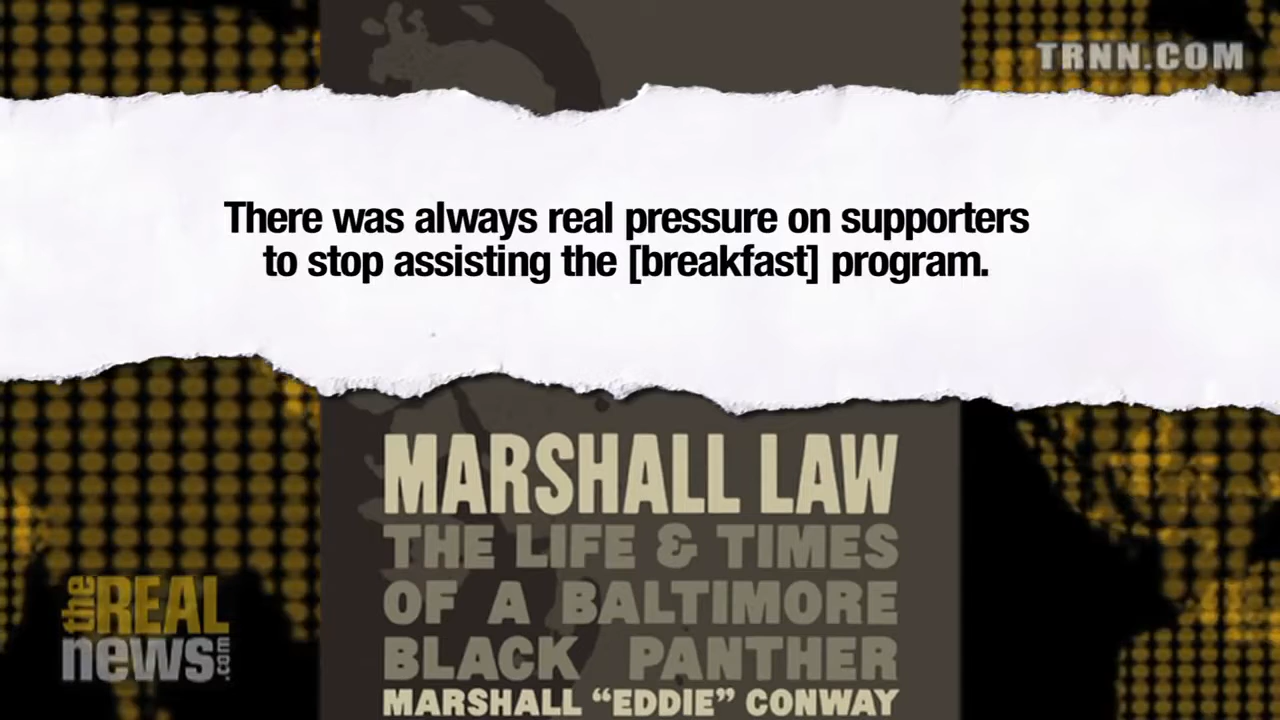 TRNN.COM
There was always real pressure on supporters
to stop assisting the [breakfast] program.
MARSHALL LAW
THE LIFE & TIMES
OF A BALTIMORE
BLACK PANTHER
MARSHALL “EDDIE” CONWAY
the REAL
news.com